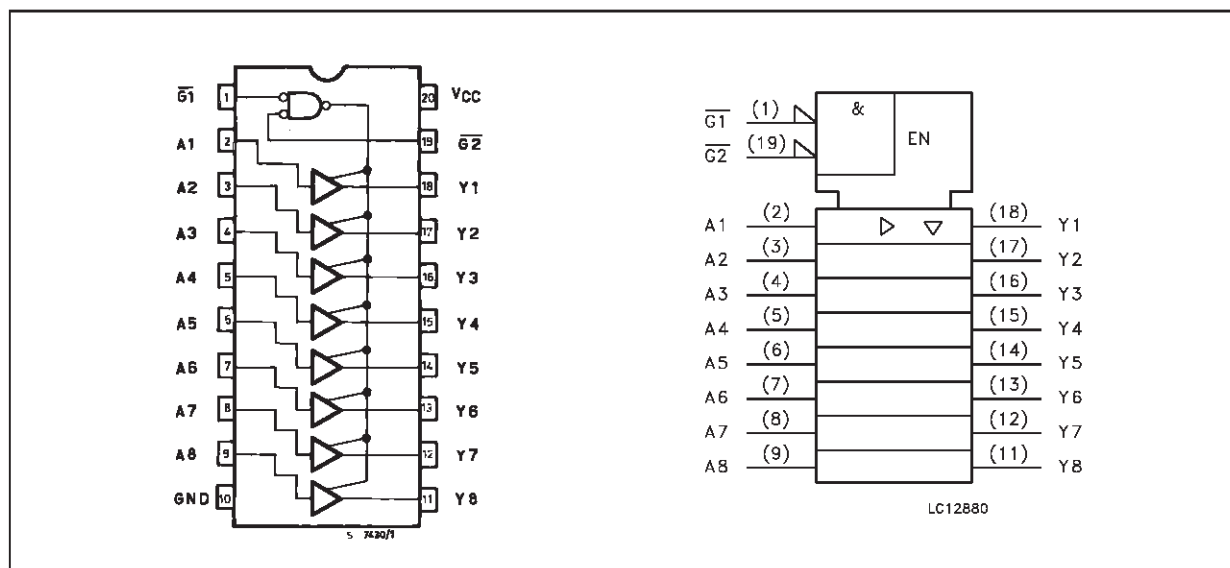 G1 1 20 VCC
A1 2 19 G2
A2 3 18 Y1
A3 4 17 Y2
A4 5 16 Y3
A5 6 15 Y4
A6 7 14 Y5
A7 8 13 Y6
A8 9 12 Y7
GND 10 11 Y8
S 7430/1
G1 (1) & EN
G2 (19)
A1 (2) (18) Y1
A2 (3) (17) Y2
A3 (4) (16) Y3
A4 (5) (15) Y4
A5 (6) (14) Y5
A6 (7) (13) Y6
A7 (8) (12) Y7
A8 (9) (11) Y8
LC12880